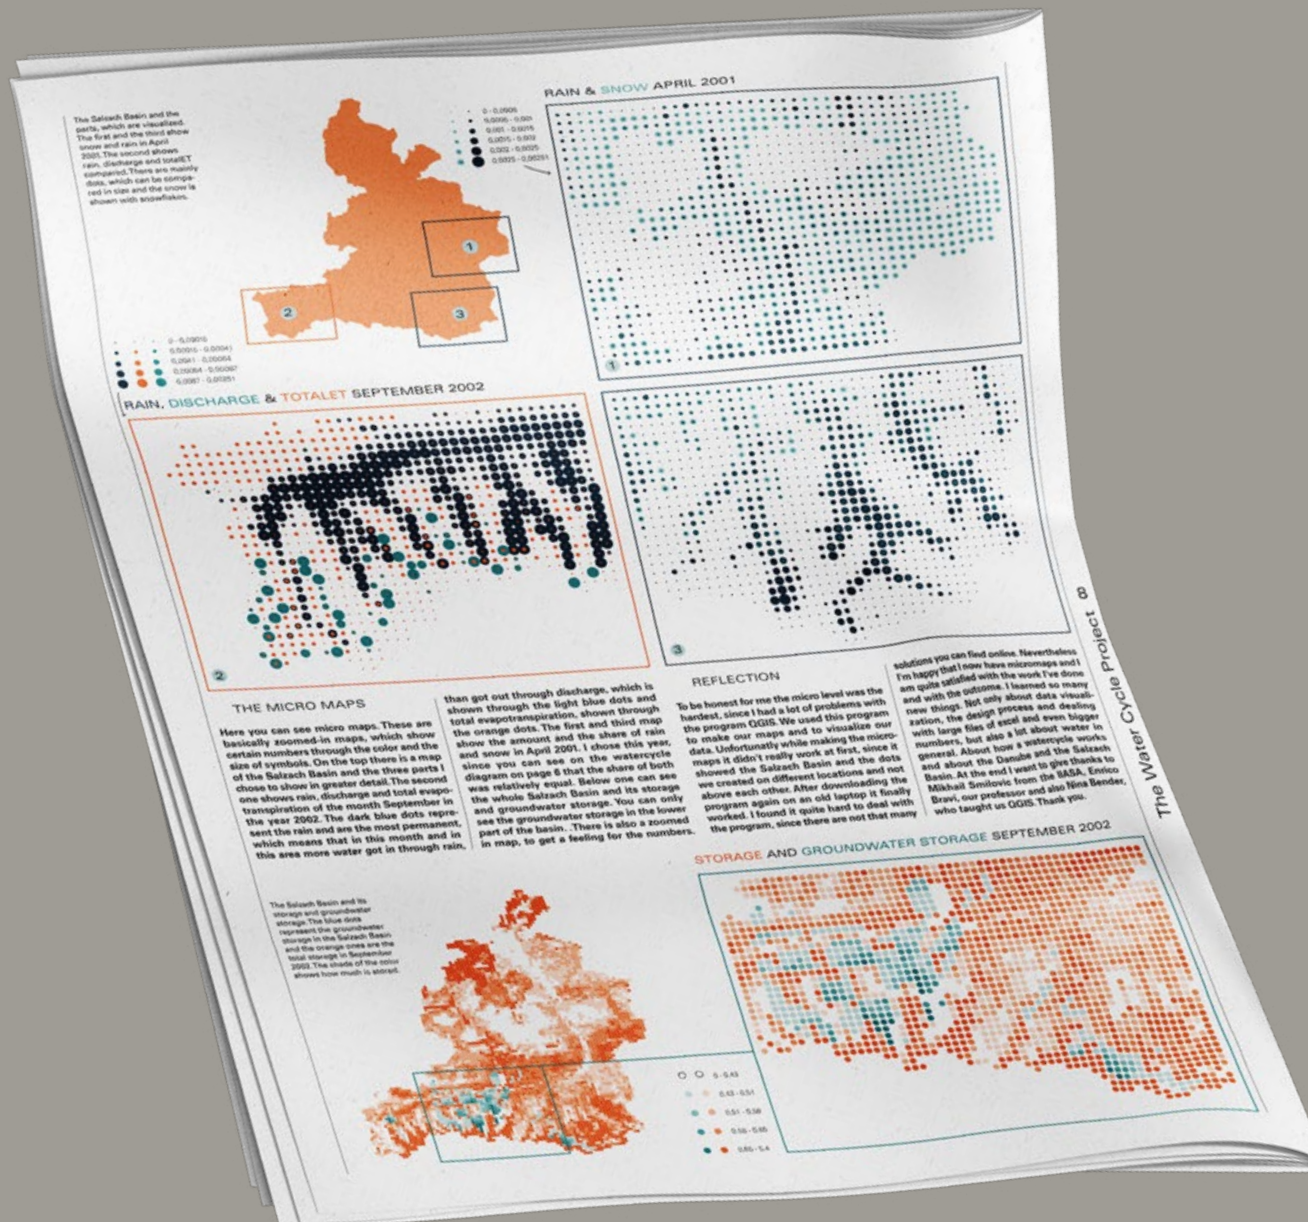 The Salzach Basin and the
parts, which are visualized.
The first and the third show
snow and rain in April
2001. The second shows
rain, discharge and totalET
compared. There are mainly
dots, which can be compa-
red in size and the snow is
shown with snowflakes.
0 - 0,0006
RAIN & SNOW APRIL 2001
1
2
3
RAIN, DISCHARGE & TOTALET SEPTEMBER 2002
1
2
3
THE MICRO MAPS
Here you can see micro maps. These are
basically zoomed-in maps, which show
certain numbers through the color and the
size of symbols. On the top there is a map
of the Salzach Basin and the three parts I
chose to show in greater detail. The second
one shows rain, discharge and total evapo-
transpiration of the month September in
the year 2002. The dark blue dots repre-
sent the rain and are the most permanent,
which means that in this month and in
this area more water got in through rain,
than got out through discharge, which is
shown through the light blue dots and
total evapotranspiration, shown through
the orange dots. The first and third map
show the amount and the share of rain
and snow in April 2001. I chose this year,
since you can see on the watercycle
diagram on page 6 that the share of both
was relatively equal. Below one can see
the whole Salzach Basin and its storage
and groundwater storage. You can only
see the groundwater storage in the lower
part of the basin. .There is also a zoomed
in map, to get a feeling for the numbers.
REFLECTION
To be honest for me the micro level was the
hardest, since I had a lot of problems with
the program QGIS. We used this program
to make our maps and to visualize our
data. Unfortunatly while making the micro-
maps it didn't really work at first, since it
showed the Salzach Basin and the dots
we created on different locations and not
above each other. After downloading the
program again on an old laptop it finally
worked. I found it quite hard to deal with
the program, since there are not that many
solutions you can find online. Nevertheless
I'm happy that I now have micromaps and I
am quite satisfied with the work I've done
and with the outcome. I learned so many
new things. Not only about data visuali-
zation, the design process and dealing
with large files of excel and even bigger
numbers, but also a lot about water in
general. About how a watercycle works
and about the Danube and the Salzach
Basin. At the end I want to give thanks to
Mikhail Smilovic from the IIASA, Enrico
Bravi, our professor and also Nina Bender,
who taught us QGIS. Thank you.
The Water Cycle Project 8
STORAGE AND GROUNDWATER STORAGE SEPTEMBER 2002
The Salzach Basin and its
storage and groundwater
storage. The blue dots
represent the groundwater
storage in the Salzach Basin
and the orange ones are the
total storage in September
2002. The shade of the color
shows how much is stored.
0 - 0,43
0,43 - 0,51
0,51 - 0,58